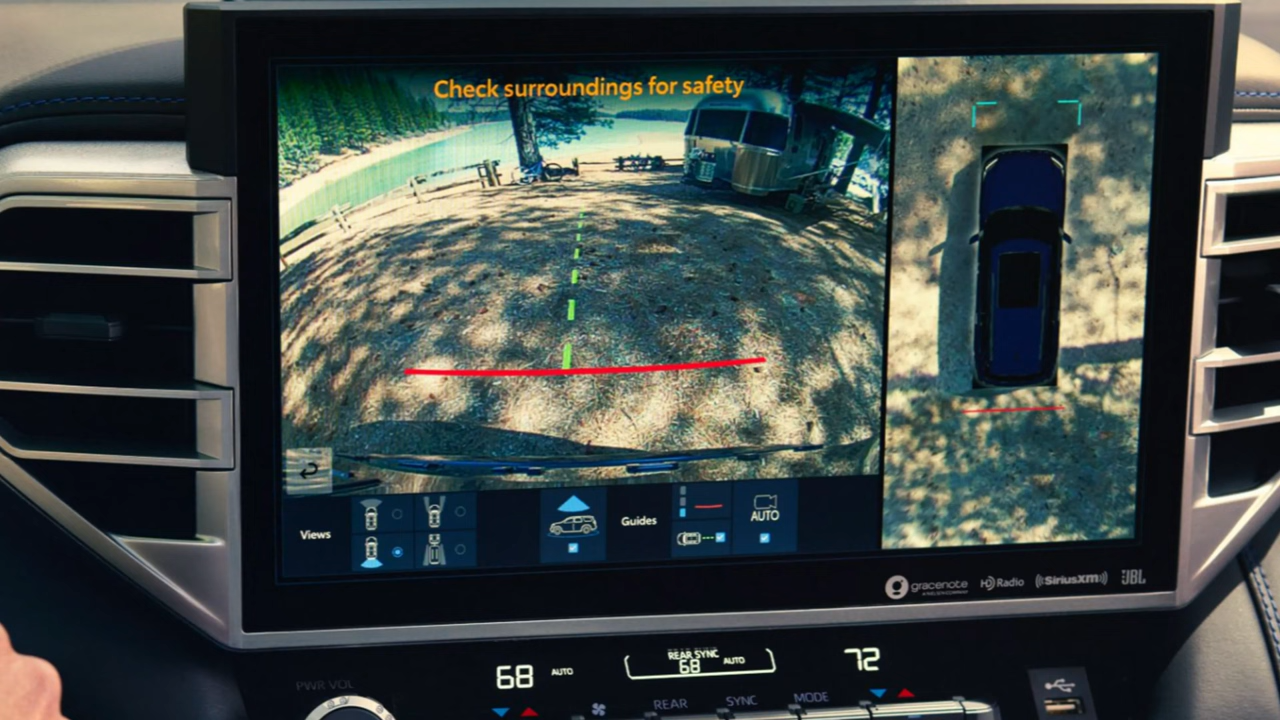 Check surroundings for safety
Views
Guides
AUTO
gracenote
HD Radio
((SiriusXM))
JBL
68 AUTO
REAR SYNC
68 AUTO
72
PWR VOL
REAR SYNC MODE